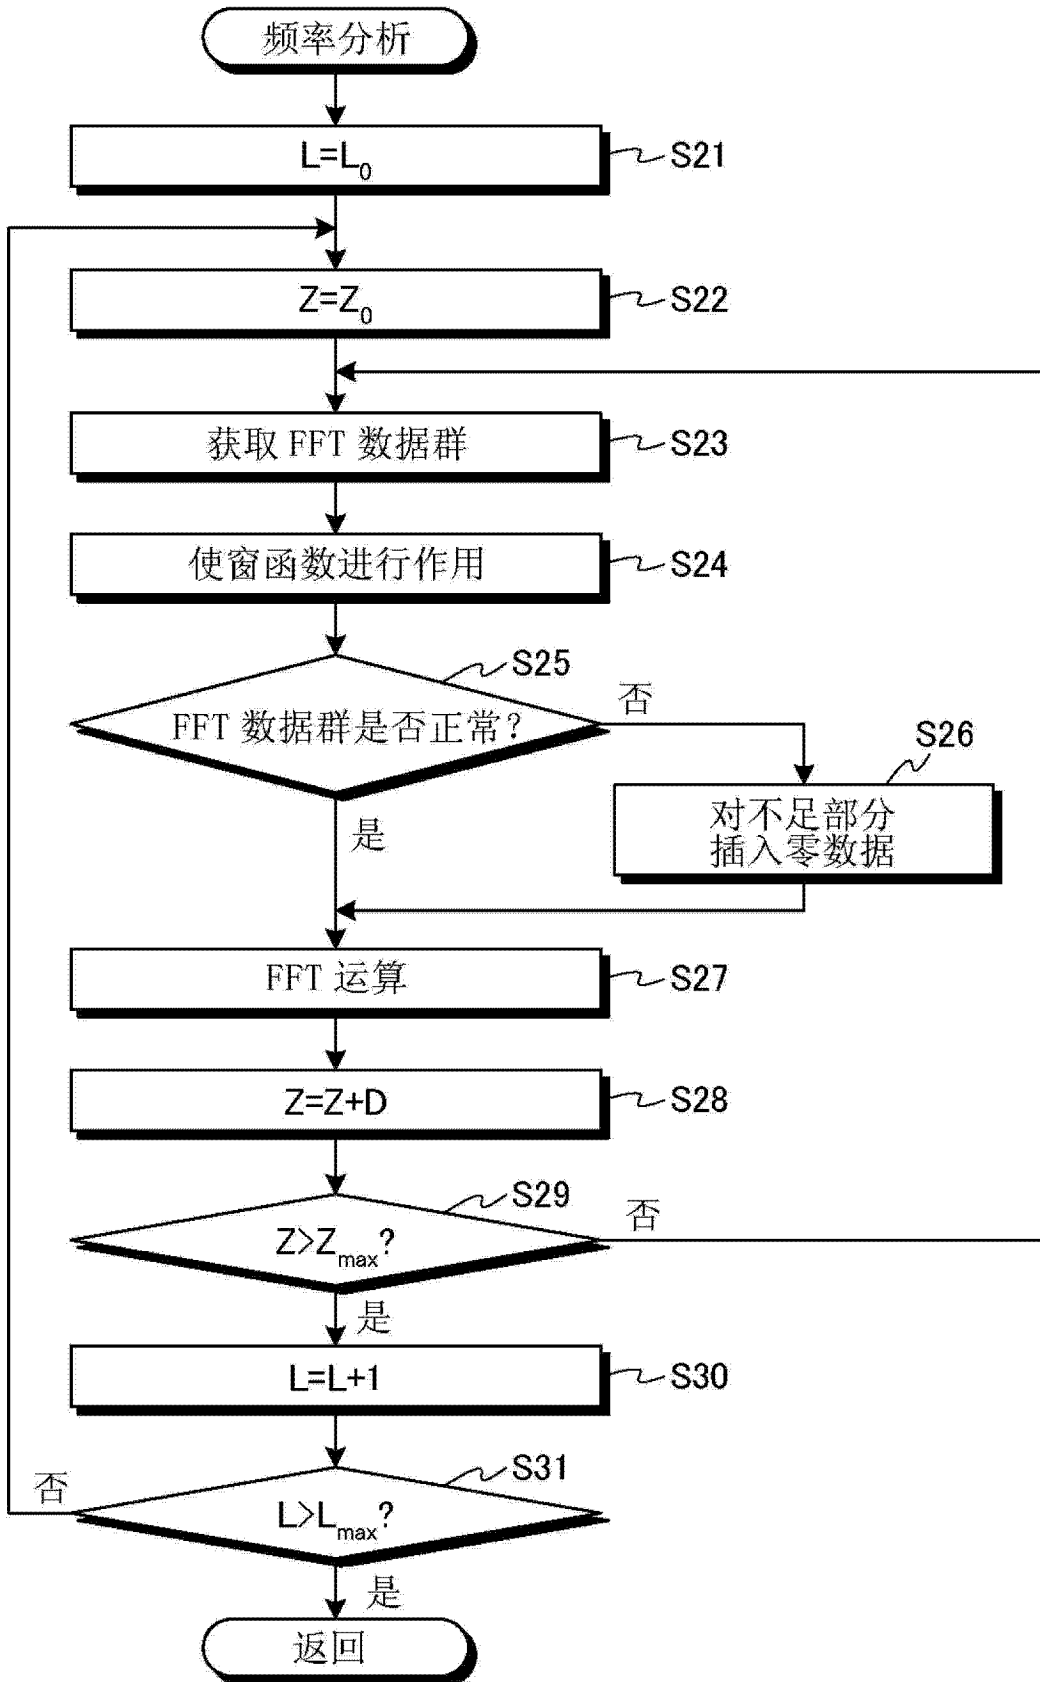 频率分析
L=L₀
S21
Z=Z₀
S22
获取 FFT 数据群
S23
使窗函数进行作用
S24
S25
FFT 数据群是否正常?
否
S26
对不足部分
插入零数据
是
FFT 运算
S27
Z=Z+D
S28
S29
Z>Zmax?
否
是
L=L+1
S30
S31
L>Lmax?
否
是
返回